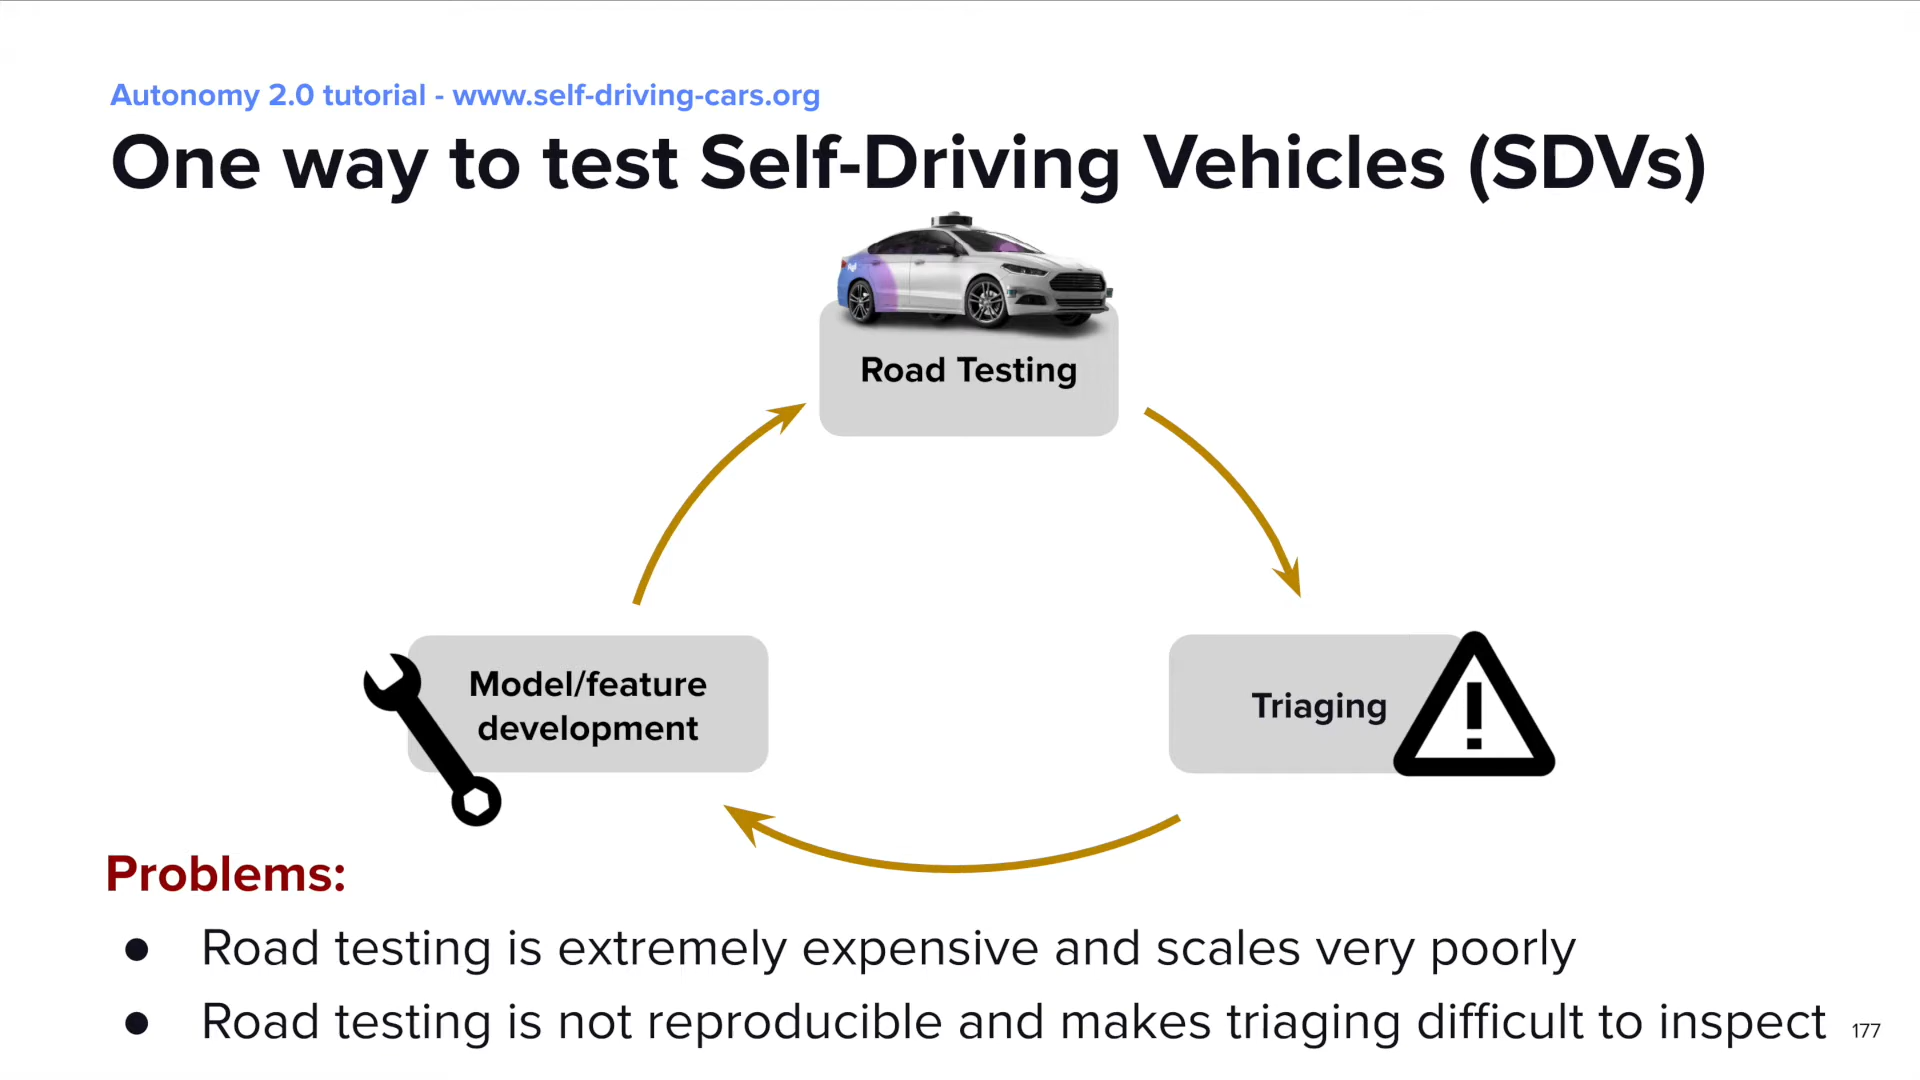 Autonomy 2.0 tutorial - www.self-driving-cars.org
One way to test Self-Driving Vehicles (SDVs)
Road Testing
Model/feature
development
Triaging
Problems:
● Road testing is extremely expensive and scales very poorly
● Road testing is not reproducible and makes triaging difficult to inspect
177